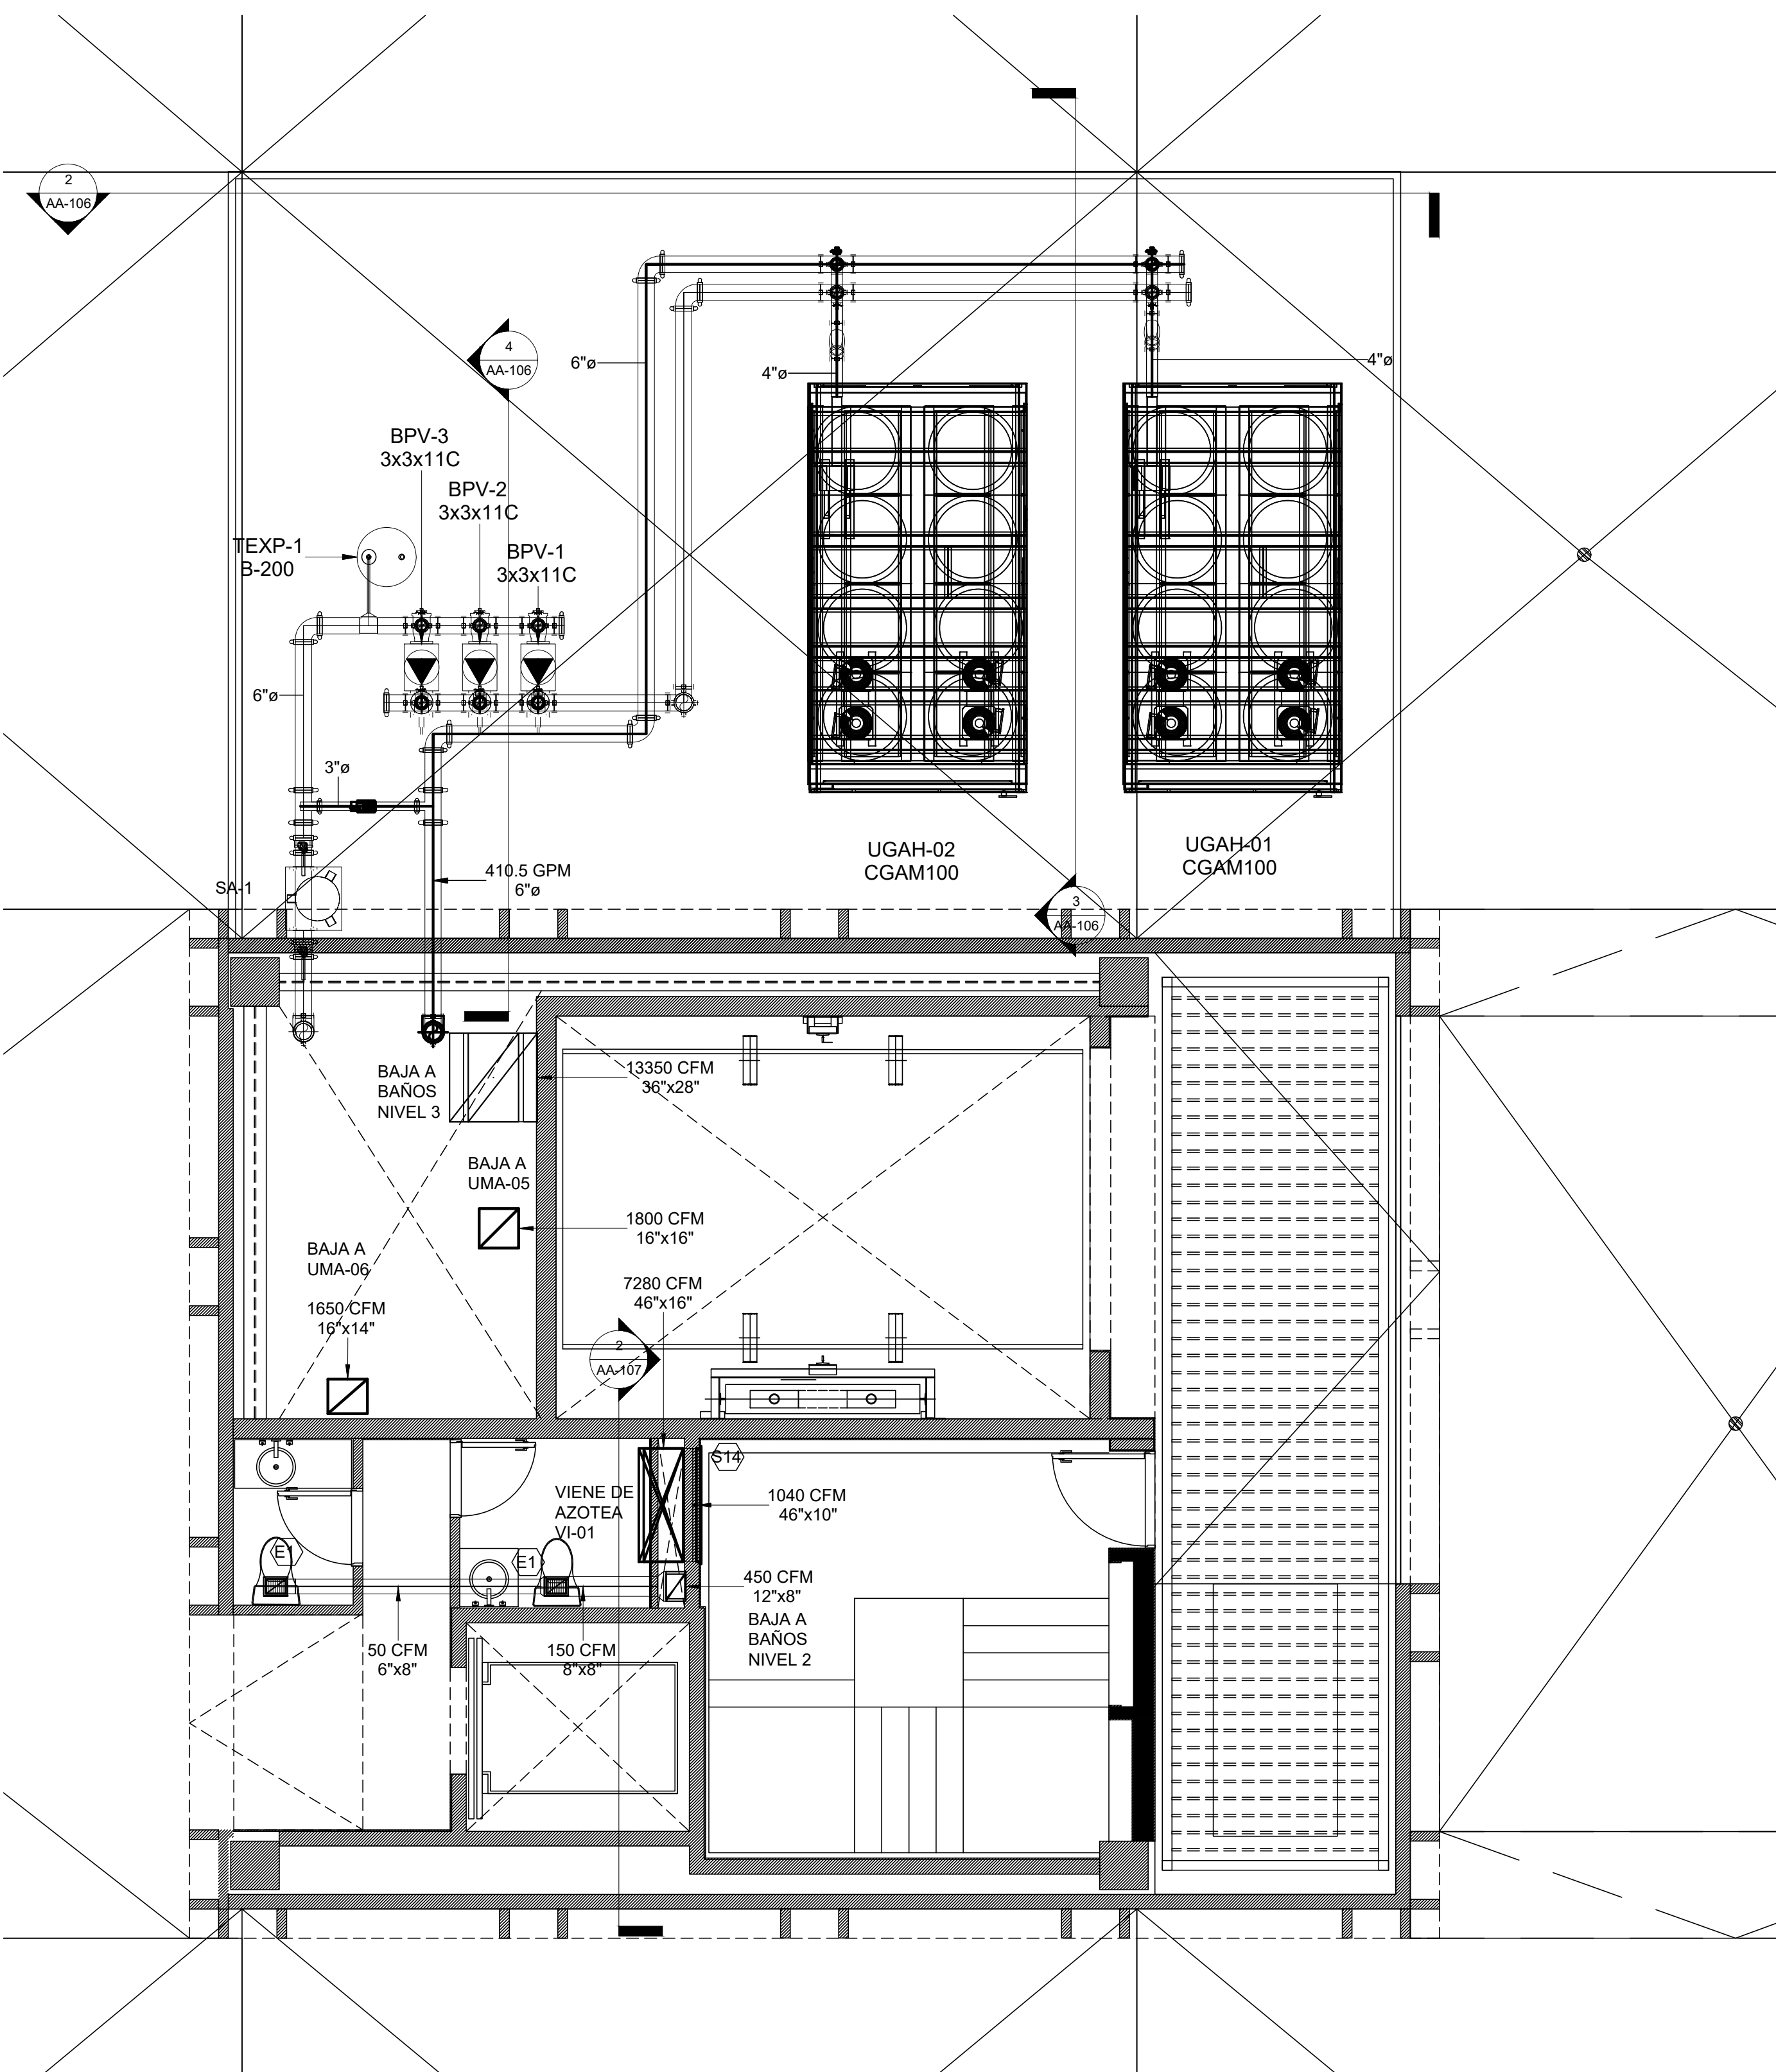 2
AA-106
4
AA-106
6"ø
4"ø
4"ø
BPV-3
3x3x11C
BPV-2
3x3x11C
BPV-1
3x3x11C
TEXP-1
B-200
6"ø
3"ø
SA-1
410.5 GPM
6"ø
UGAH-02
CGAM100
UGAH-01
CGAM100
3
AA-106
BAJA A
BAÑOS
NIVEL 3
13350 CFM
36"x28"
BAJA A
UMA-05
1800 CFM
16"x16"
BAJA A
UMA-06
1650 CFM
16"x14"
7280 CFM
46"x16"
2
AA-107
S14
VIENE DE
AZOTEA
VI-01
1040 CFM
46"x10"
E1
E1
450 CFM
12"x8"
BAJA A
BAÑOS
NIVEL 2
50 CFM
6"x8"
150 CFM
8"x8"